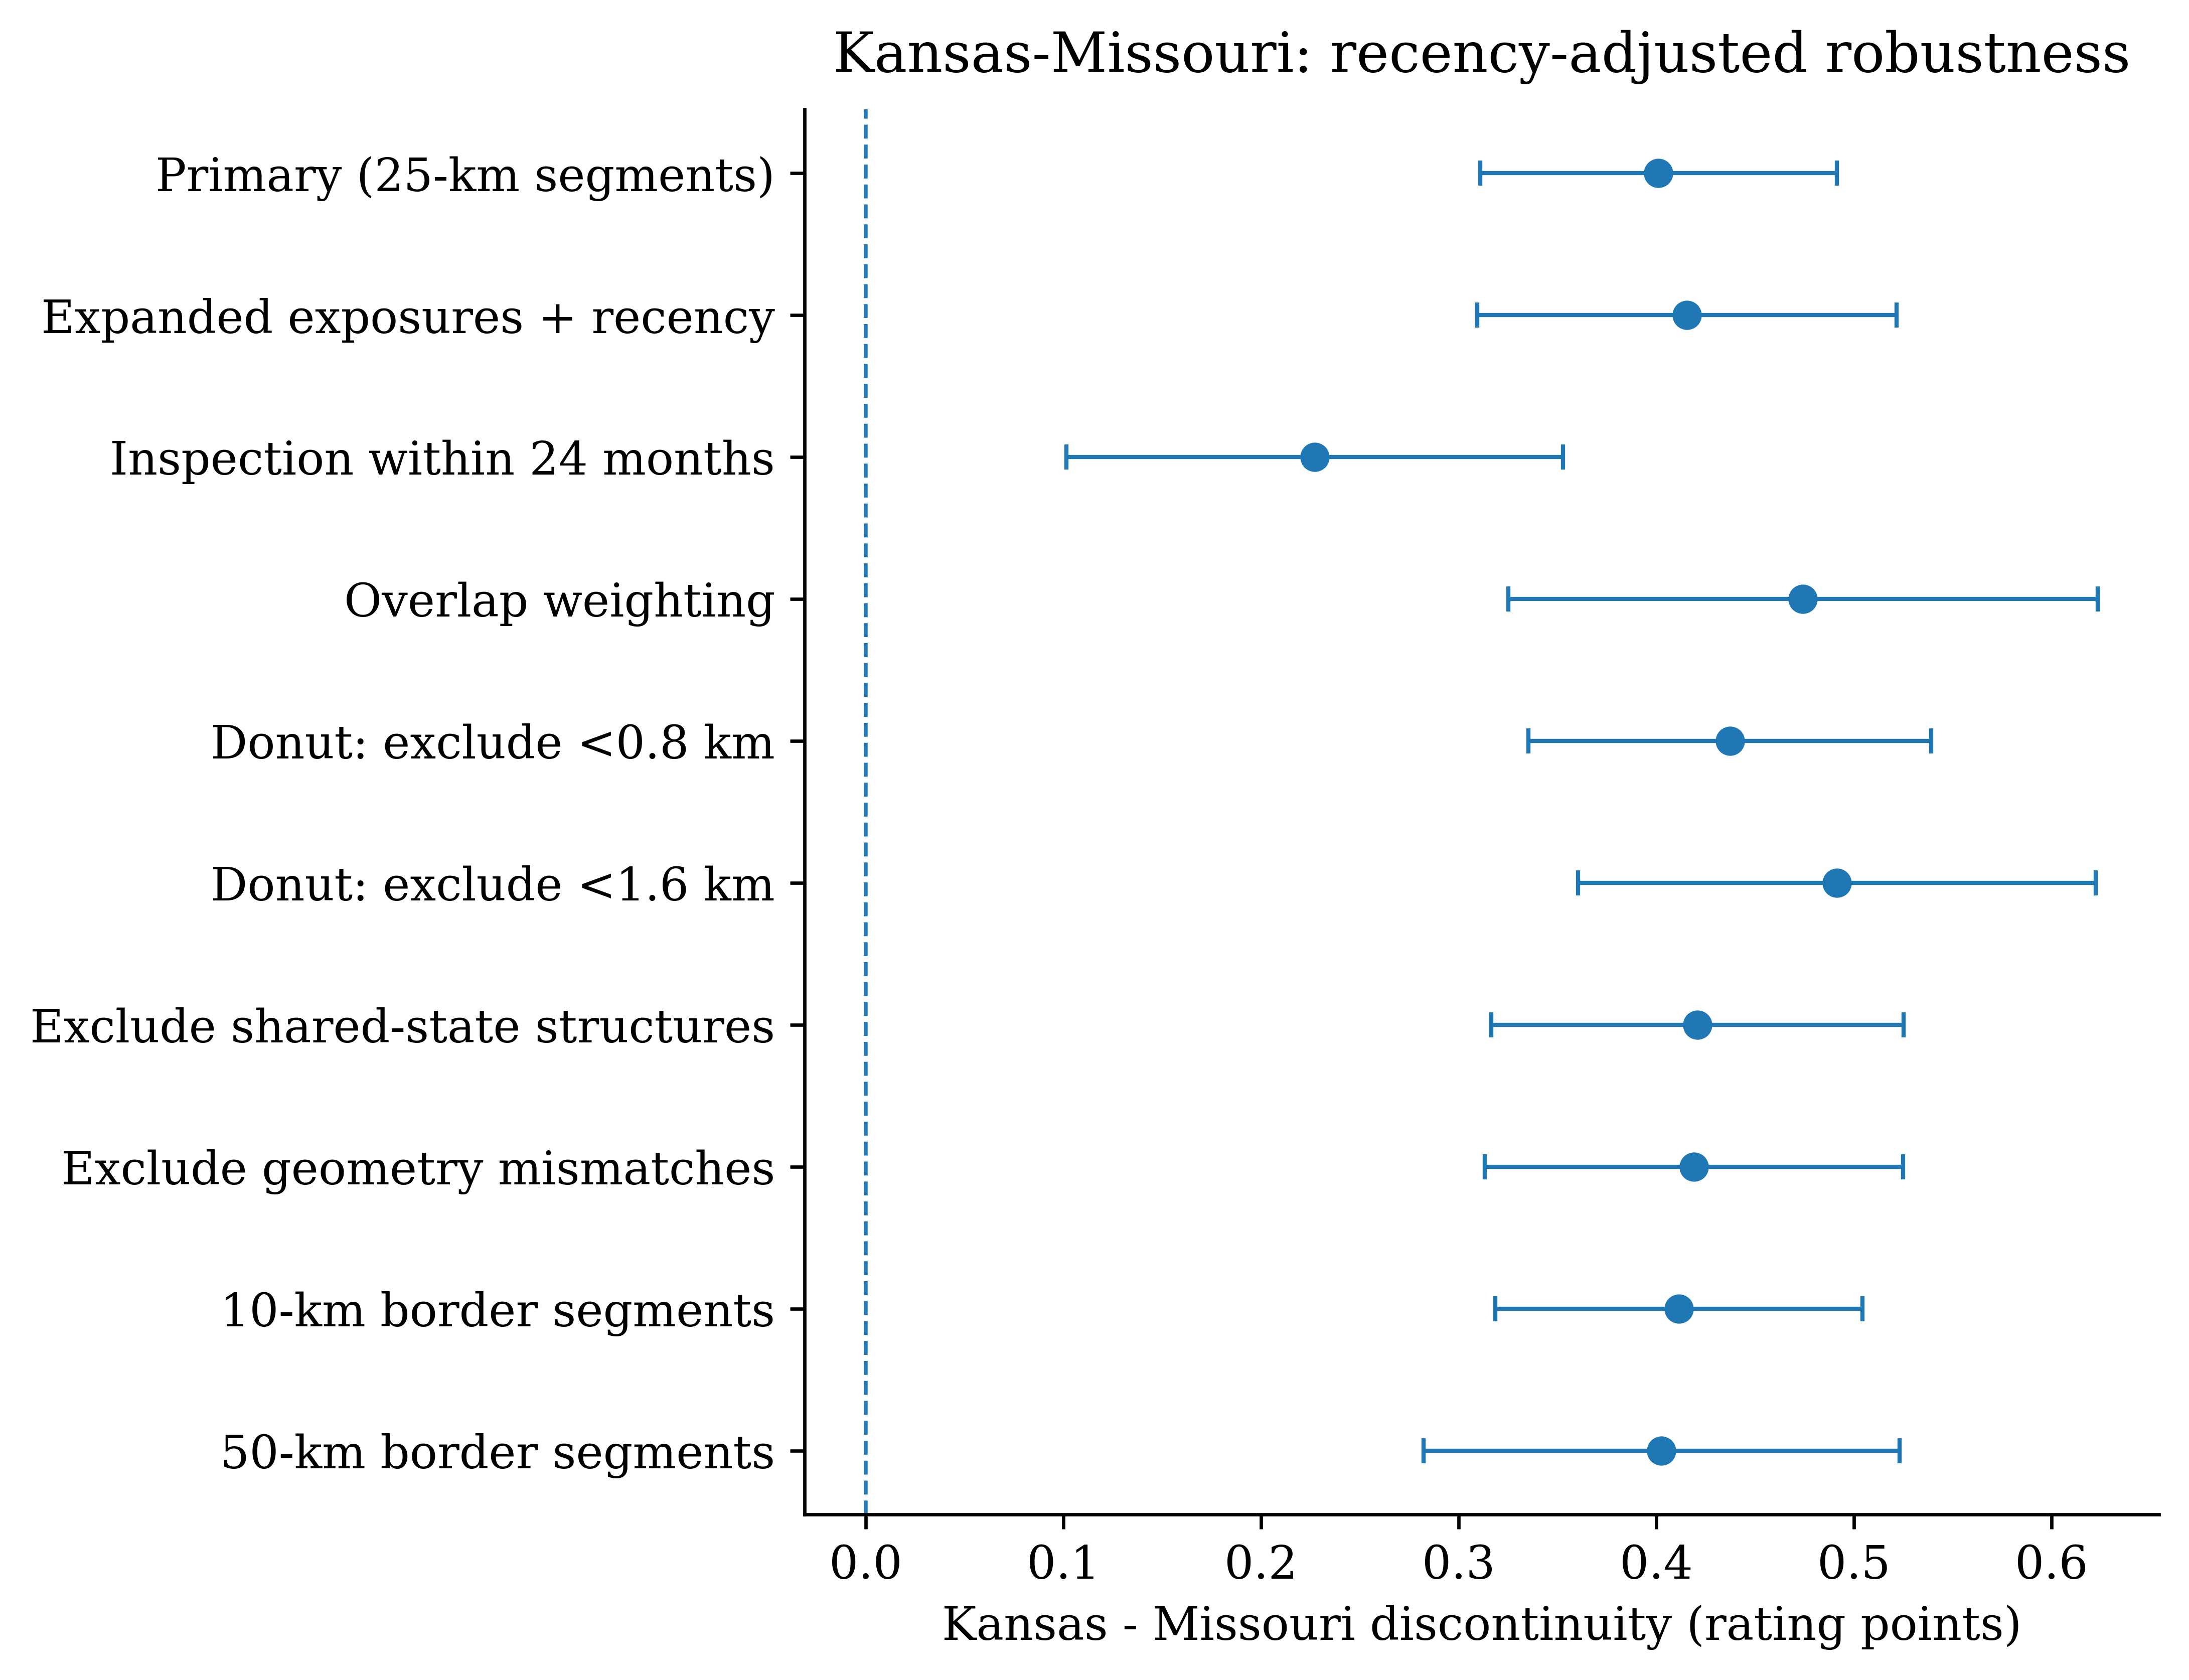 Kansas-Missouri: recency-adjusted robustness
Primary (25-km segments)
Expanded exposures + recency
Inspection within 24 months
Overlap weighting
Donut: exclude <0.8 km
Donut: exclude <1.6 km
Exclude shared-state structures
Exclude geometry mismatches
10-km border segments
50-km border segments
0.0 0.1 0.2 0.3 0.4 0.5 0.6
Kansas - Missouri discontinuity (rating points)